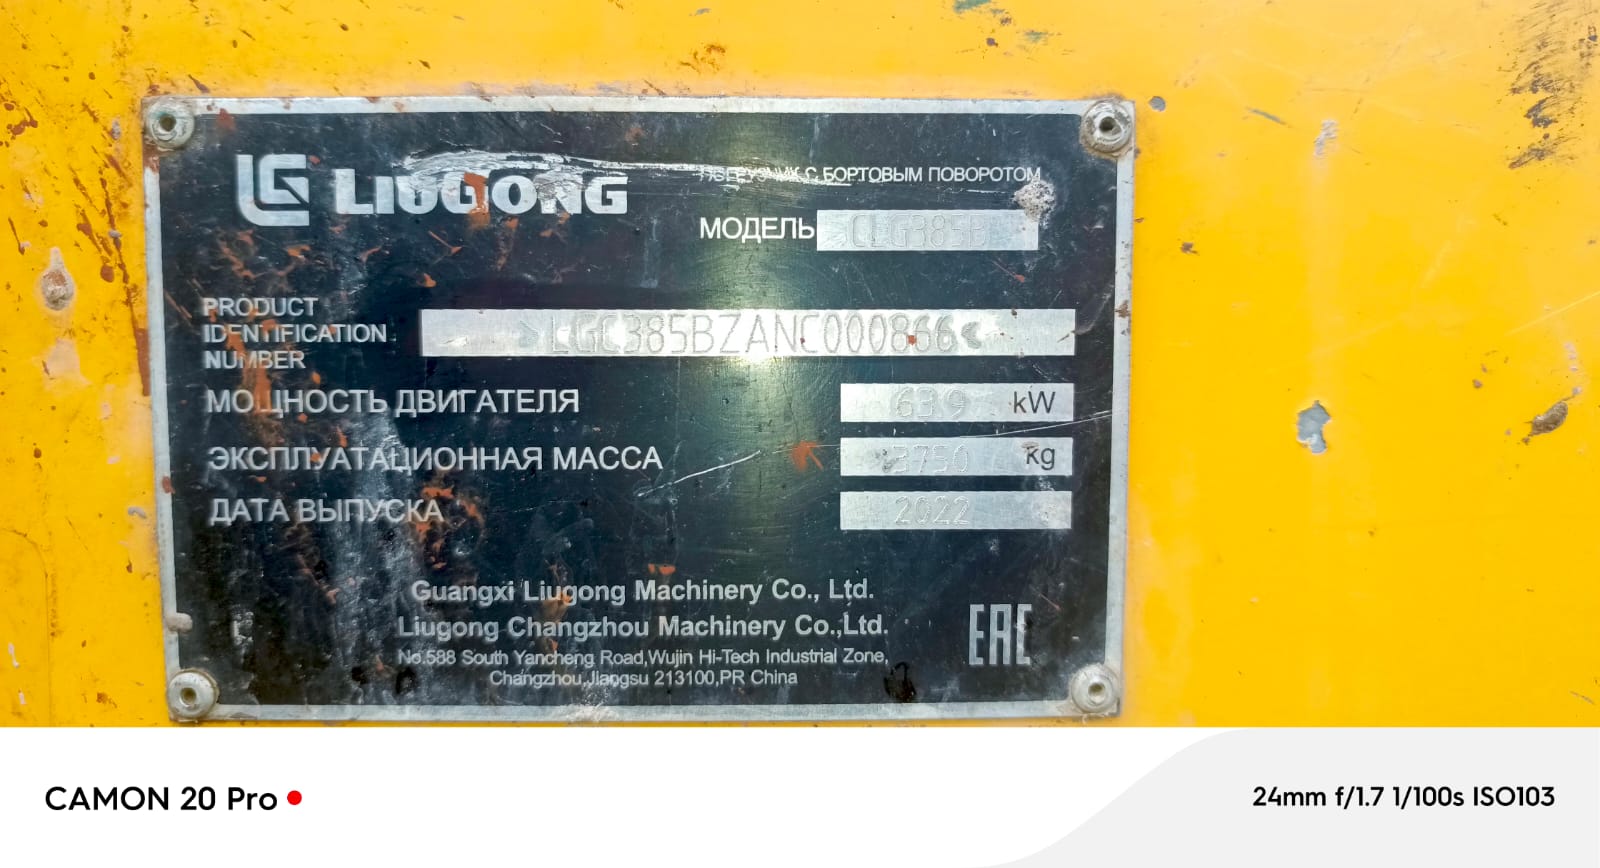 LIUGONG
ПОГРУЗЧИК С БОРТОВЫМ ПОВОРОТОМ
МОДЕЛЬ CLG385B
PRODUCT
IDENTIFICATION
NUMBER
LGC385BZANC000866
МОЩНОСТЬ ДВИГАТЕЛЯ 63.9 kW
ЭКСПЛУАТАЦИОННАЯ МАССА 3750 kg
ДАТА ВЫПУСКА 2022
Guangxi Liugong Machinery Co., Ltd.
Liugong Changzhou Machinery Co.,Ltd.
No.588 South Yancheng Road,Wujin Hi-Tech Industrial Zone,
Changzhou,Jiangsu 213100,PR China
EAC
CAMON 20 Pro
24mm f/1.7 1/100s ISO103